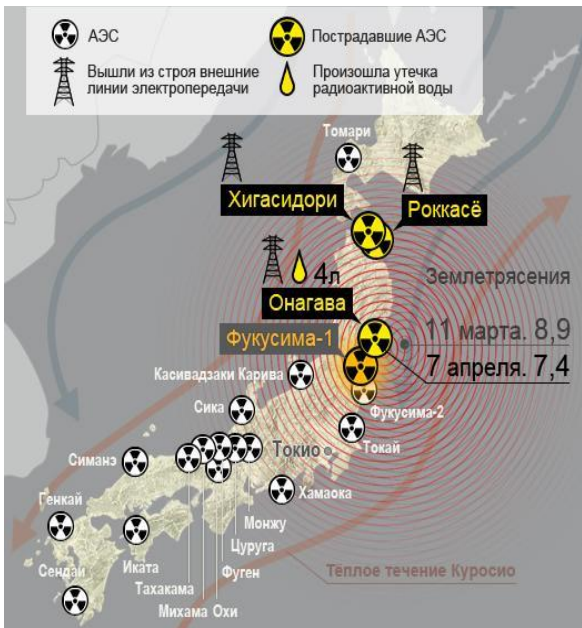 АЭС
Пострадавшие АЭС
Вышли из строя внешние
линии электропередачи
Произошла утечка
радиоактивной воды
Томари
Хигасидори
Роккасё
4л
Онагава
Землетрясения
11 марта. 8,9
7 апреля. 7,4
Фукусима-1
Касивадзаки Карива
Фукусима-2
Сика
Токай
Токио
Симанэ
Хамаока
Генкай
Монжу
Цуруга
Иката
Фуген
Сендаи
Тахакама
Михама Охи
Тёплое течение Куросио